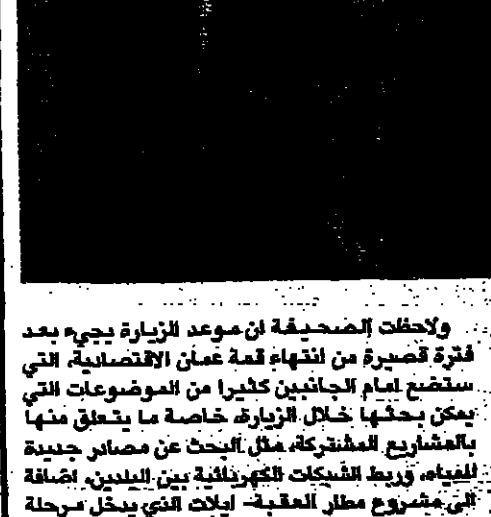 ولاحظت الصحيفة ان موعد الزيارة يجيء بعد
فترة قصيرة من انتهاء قمة عمان الاقتصادية، التي
ستضع امام الجانبين كثيرا من الموضوعات التي
يمكن بحثها خلال الزيارة، خاصة ما يتعلق منها
بالمشاريع المشتركة، مثل البحث عن مصادر جديدة
للمياه، وربط الشبكات الكهربائية بين البلدين، اضافة
الى مشروع مطار العقبة- ايلات الذي يدخل مرحلة